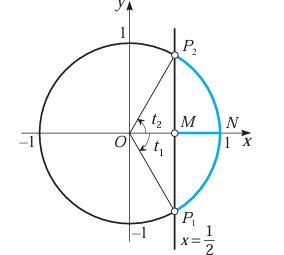 y
1
P₂
t₂
M
N
–1
O
t₁
1
x
P₁
–1
x = 1/2